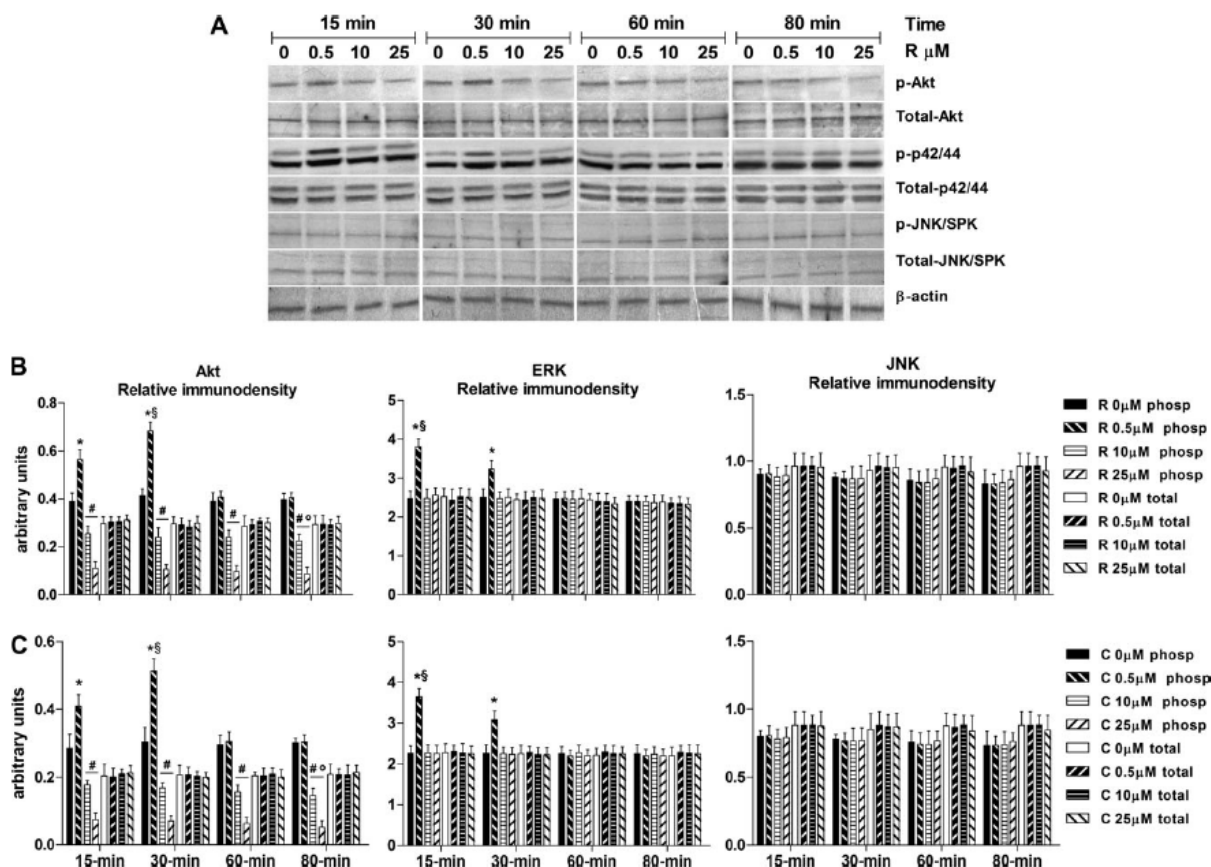 A
15 min 30 min 60 min 80 min Time
0 0.5 10 25 0 0.5 10 25 0 0.5 10 25 0 0.5 10 25 R μM
p-Akt
Total-Akt
p-p42/44
Total-p42/44
p-JNK/SPK
Total-JNK/SPK
β-actin
B
Akt
Relative immunodensity
ERK
Relative immunodensity
JNK
Relative immunodensity
arbitrary units
0.8
0.6
0.4
0.2
0.0
* # *§ # # #°
5
4
3
2
1
0
*§ *
1.5
1.0
0.5
0.0
R 0μM phosp
R 0.5μM phosp
R 10μM phosp
R 25μM phosp
R 0μM total
R 0.5μM total
R 10μM total
R 25μM total
C
arbitrary units
0.6
0.4
0.2
0.0
* # *§ # # #°
15-min 30-min 60-min 80-min
5
4
3
2
1
0
*§ *
15-min 30-min 60-min 80-min
1.5
1.0
0.5
0.0
15-min 30-min 60-min 80-min
C 0μM phosp
C 0.5μM phosp
C 10μM phosp
C 25μM phosp
C 0μM total
C 0.5μM total
C 10μM total
C 25μM total